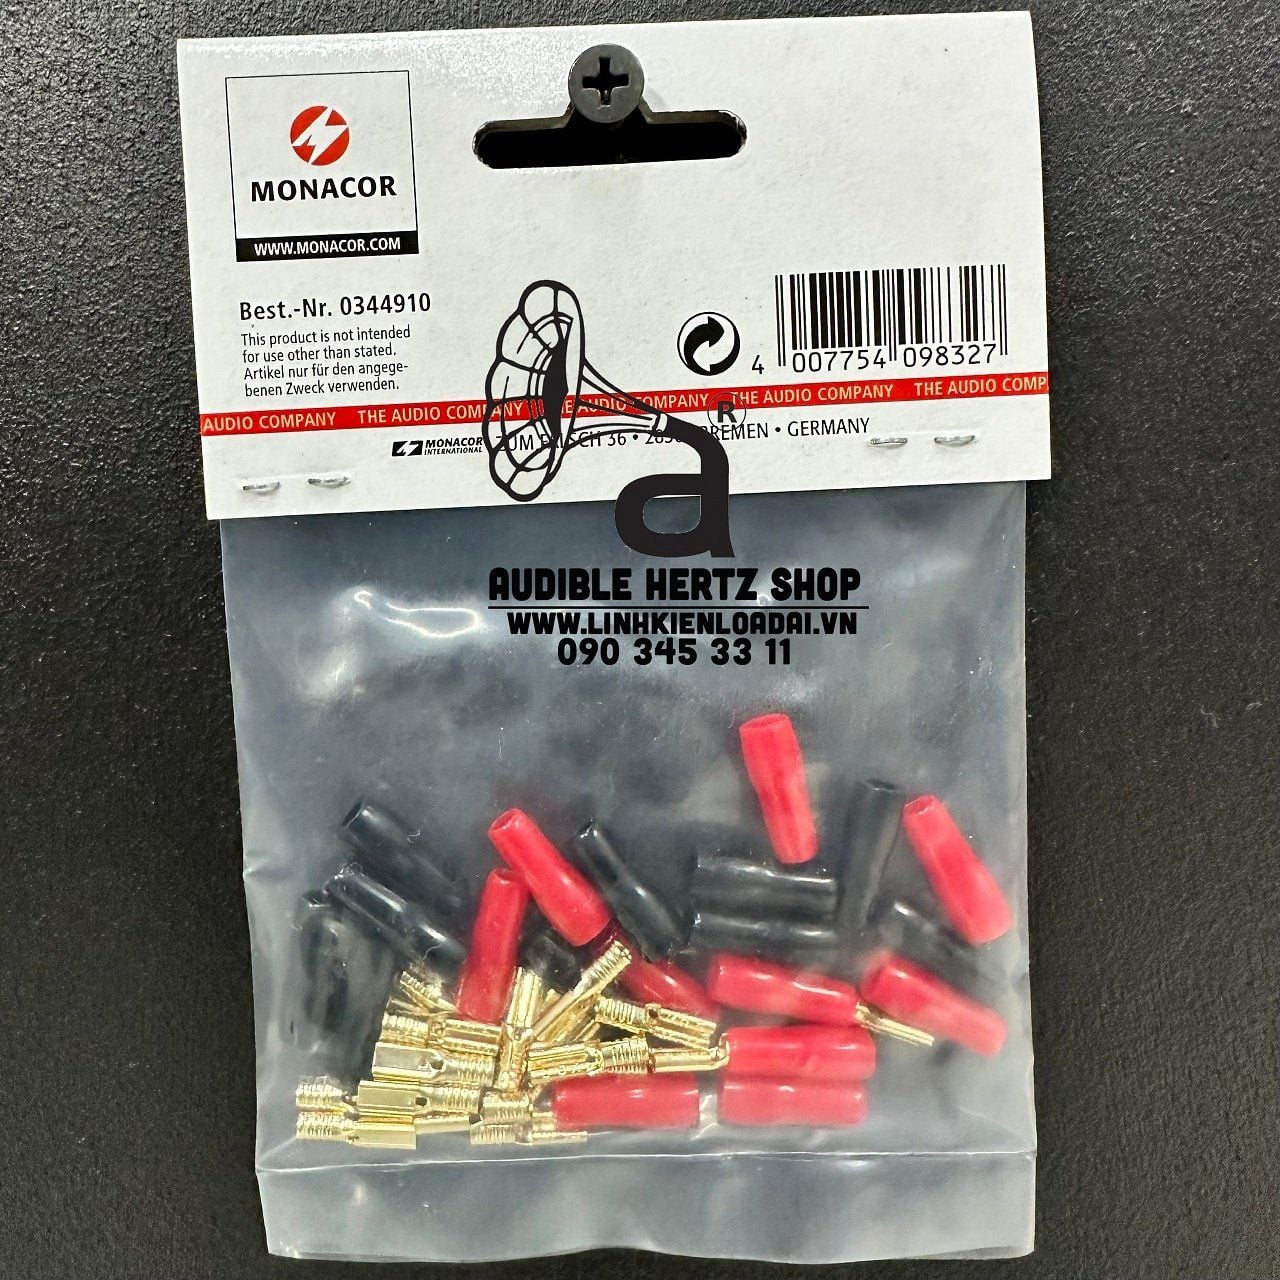 MONACOR
WWW.MONACOR.COM
Best.-Nr. 0344910
This product is not intended
for use other than stated.
Artikel nur für den angege-
benen Zweck verwenden.
4 007754 098327
AUDIO COMPANY THE AUDIO COMPANY THE AUDIO COMPANY THE AUDIO COMPANY THE AUDIO COMP
MONACOR
INTERNATIONAL
ZUM 36 • BREMEN • GERMANY
®
a
AUDIBLE HERTZ SHOP
WWW.LINHKIENLOADAI.VN
090 345 33 11